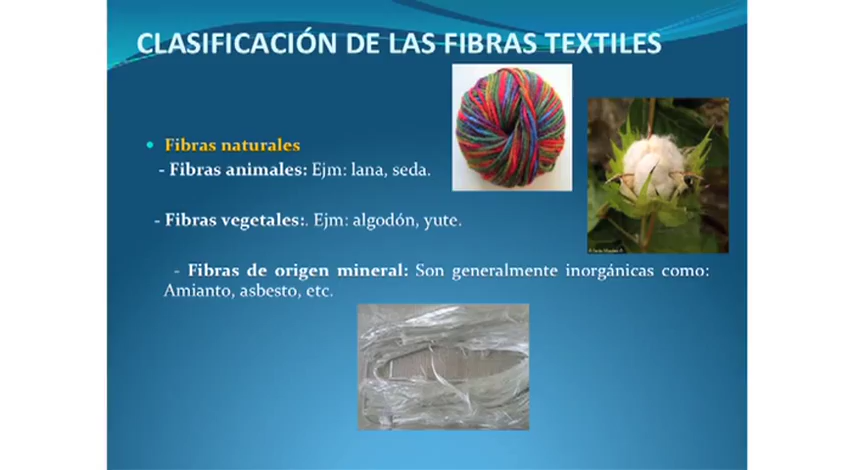 CLASIFICACIÓN DE LAS FIBRAS TEXTILES
• Fibras naturales
- Fibras animales: Ejm: lana, seda.
- Fibras vegetales:. Ejm: algodón, yute.
- Fibras de origen mineral: Son generalmente inorgánicas como:
Amianto, asbesto, etc.